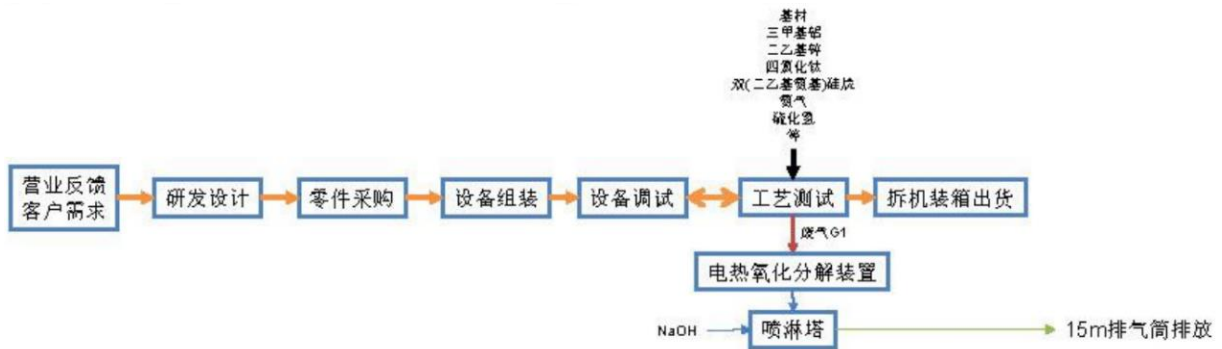 基材
三甲基铝
二乙基锌
四氯化钛
双(二乙基氨基)硅烷
氨气
硫化氢
等
营业反馈
客户需求
研发设计
零件采购
设备组装
设备调试
工艺测试
拆机装箱出货
废气G1
电热氧化分解装置
NaOH
喷淋塔
15m排气筒排放